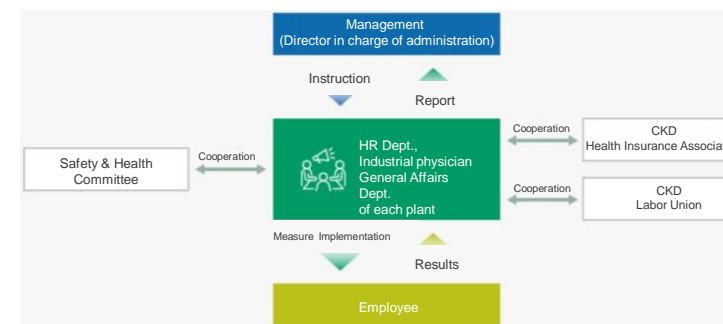 Management
(Director in charge of administration)
Instruction
Report
Cooperation
CKD
Health Insurance Associat
HR Dept.,
Industrial physician
General Affairs
Dept.
of each plant
Cooperation
Safety & Health
Committee
Cooperation
CKD
Labor Union
Measure Implementation
Results
Employee